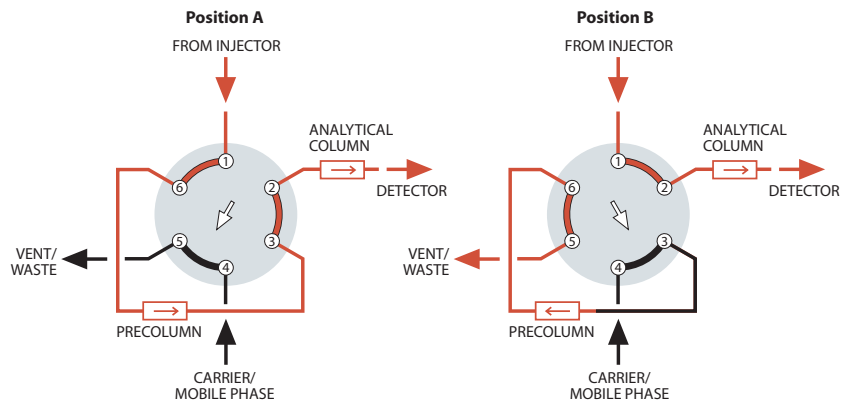 Position A
FROM INJECTOR
ANALYTICAL
COLUMN
DETECTOR
1
2
3
4
5
6
VENT/
WASTE
PRECOLUMN
CARRIER/
MOBILE PHASE
Position B
FROM INJECTOR
ANALYTICAL
COLUMN
DETECTOR
1
2
3
4
5
6
VENT/
WASTE
PRECOLUMN
CARRIER/
MOBILE PHASE